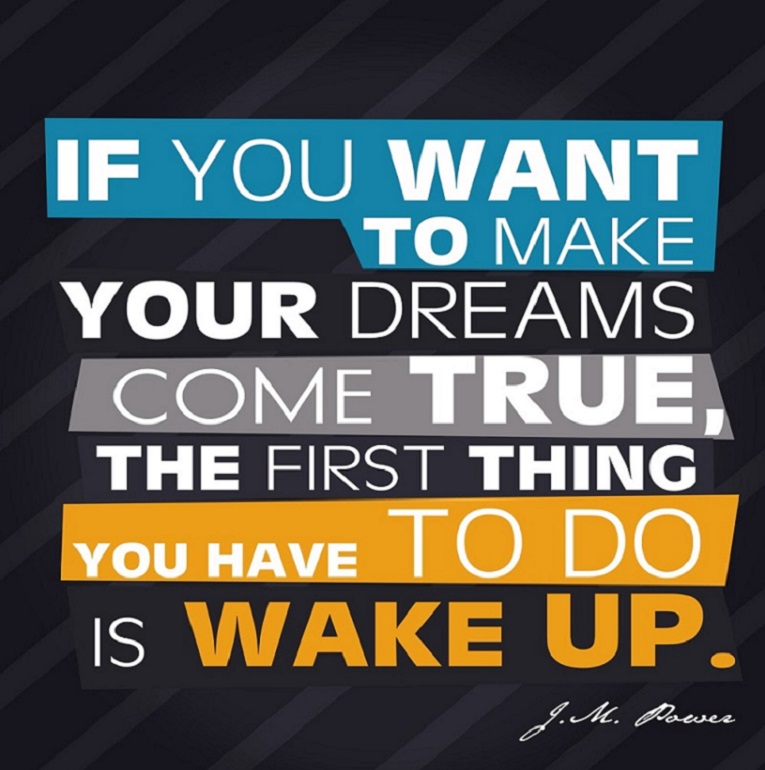 IF YOU WANT
TO MAKE
YOUR DREAMS
COME TRUE,
THE FIRST THING
YOU HAVE TO DO
IS WAKE UP.
J.M. Power